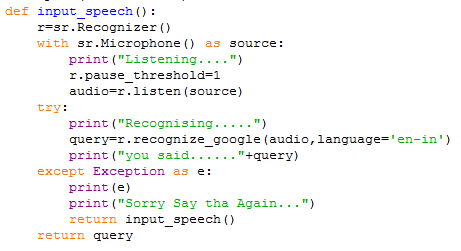 def input_speech():
    r=sr.Recognizer()
    with sr.Microphone() as source:
        print("Listening....")
        r.pause_threshold=1
        audio=r.listen(source)
    try:
        print("Recognising.....")
        query=r.recognize_google(audio,language='en-in')
        print("you said......"+query)
    except Exception as e:
        print(e)
        print("Sorry Say tha Again...")
        return input_speech()
    return query